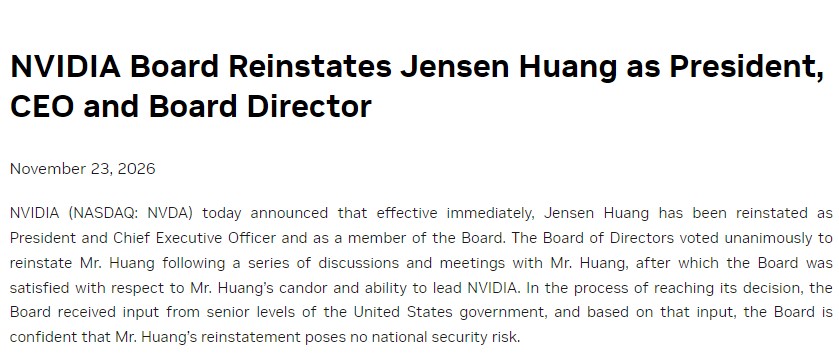 NVIDIA Board Reinstates Jensen Huang as President,
CEO and Board Director
November 23, 2026
NVIDIA (NASDAQ: NVDA) today announced that effective immediately, Jensen Huang has been reinstated as
President and Chief Executive Officer and as a member of the Board. The Board of Directors voted unanimously to
reinstate Mr. Huang following a series of discussions and meetings with Mr. Huang, after which the Board was
satisfied with respect to Mr. Huang’s candor and ability to lead NVIDIA. In the process of reaching its decision, the
Board received input from senior levels of the United States government, and based on that input, the Board is
confident that Mr. Huang’s reinstatement poses no national security risk.